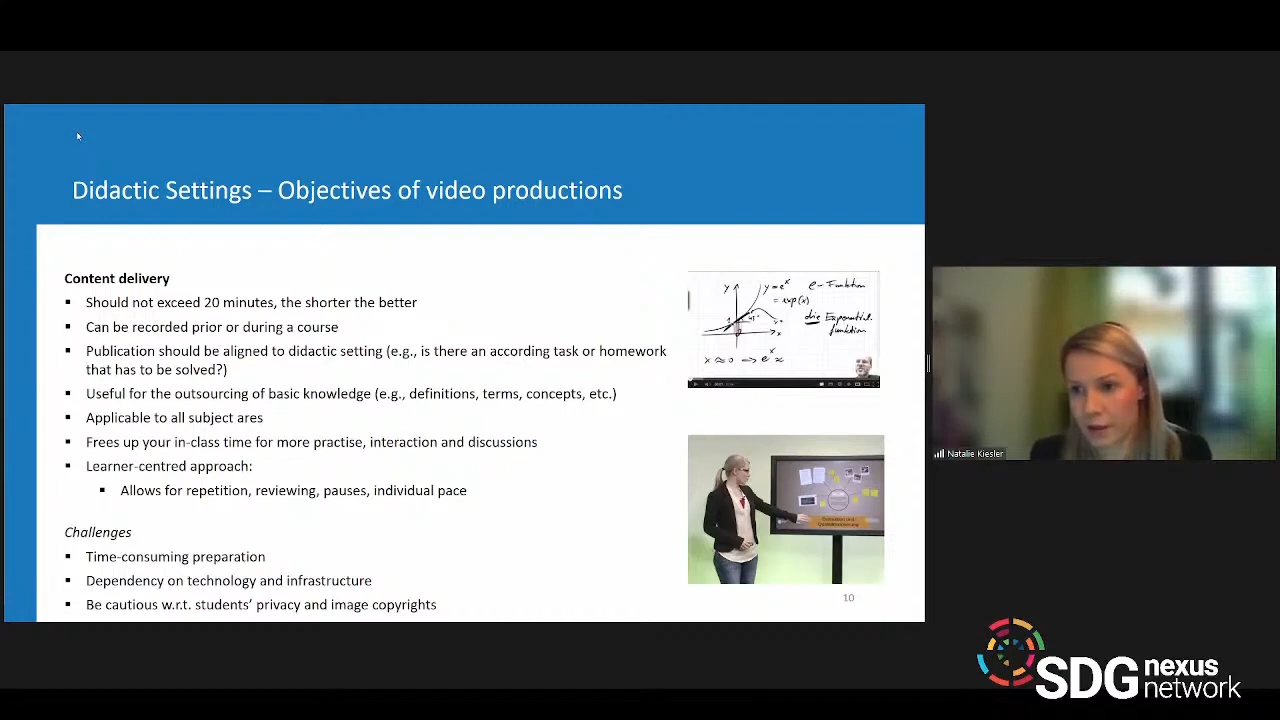 Didactic Settings – Objectives of video productions
Content delivery
▪ Should not exceed 20 minutes, the shorter the better
▪ Can be recorded prior or during a course
▪ Publication should be aligned to didactic setting (e.g., is there an according task or homework
that has to be solved?)
▪ Useful for the outsourcing of basic knowledge (e.g., definitions, terms, concepts, etc.)
▪ Applicable to all subject ares
▪ Frees up your in-class time for more practise, interaction and discussions
▪ Learner-centred approach:
▪ Allows for repetition, reviewing, pauses, individual pace
Challenges
▪ Time-consuming preparation
▪ Dependency on technology and infrastructure
▪ Be cautious w.r.t. students’ privacy and image copyrights
y y = eˣ e-Funktion
= exp(x)
die Exponential-
funktion
x
x ≈ 0 ⟹ eˣ ≈
10
Natalie Kiesler
SDG nexus
network